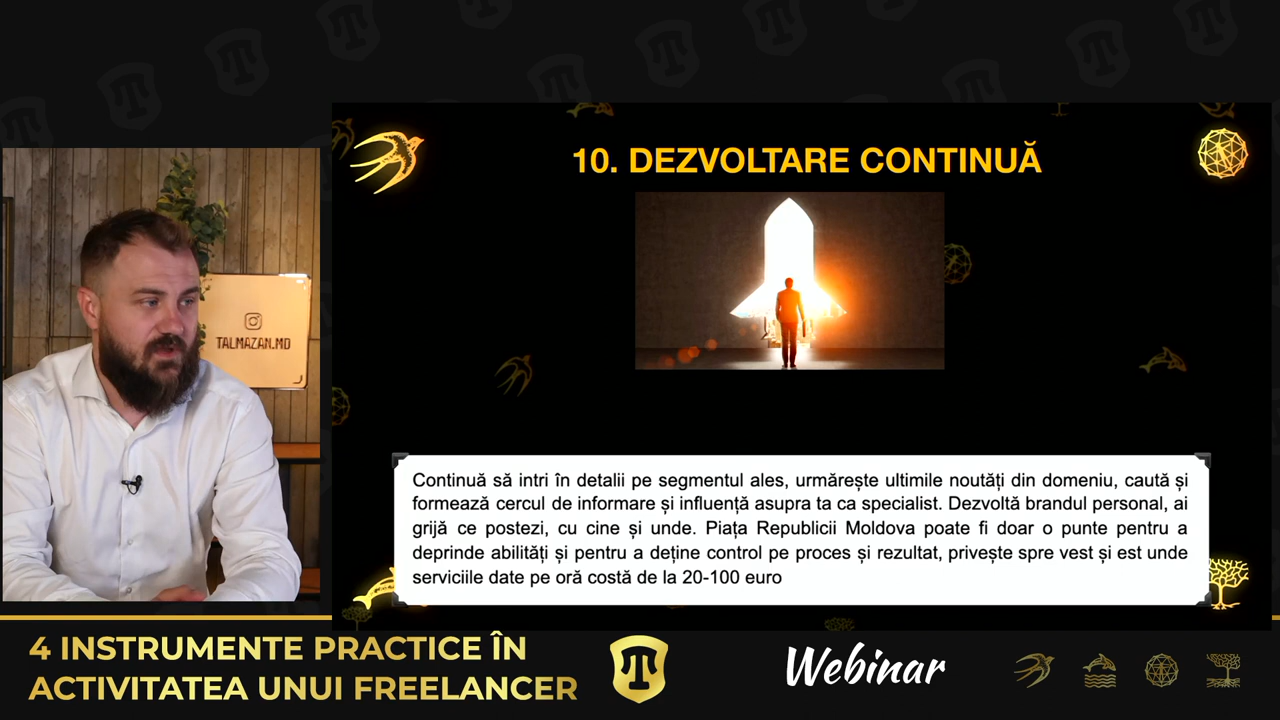 10. DEZVOLTARE CONTINUĂ
TALMAZAN.MD
Continuă să intri în detalii pe segmentul ales, urmărește ultimile noutăți din domeniu, caută și
formează cercul de informare și influență asupra ta ca specialist. Dezvoltă brandul personal, ai
grijă ce postezi, cu cine și unde. Piața Republicii Moldova poate fi doar o punte pentru a
deprinde abilități și pentru a deține control pe proces și rezultat, privește spre vest și est unde
serviciile date pe oră costă de la 20-100 euro
4 INSTRUMENTE PRACTICE ÎN
ACTIVITATEA UNUI FREELANCER
T
Webinar